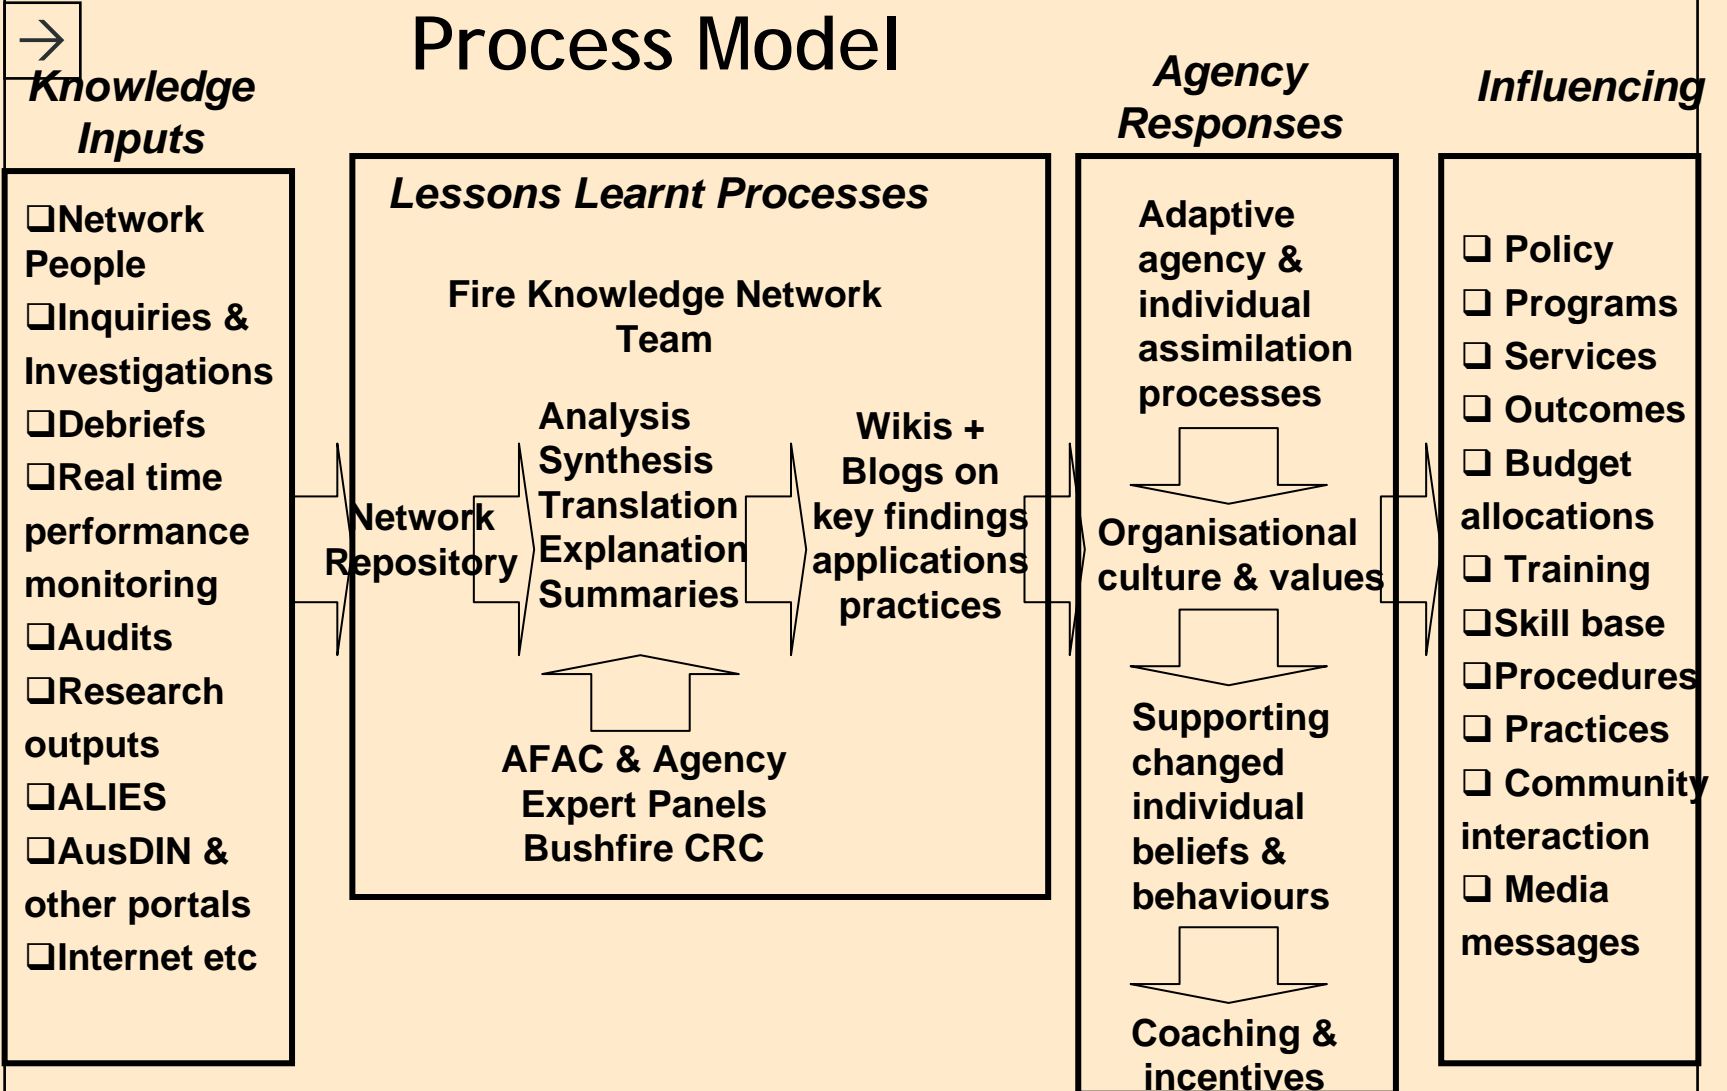 Process Model
Knowledge
Inputs
❑Network
People
❑Inquiries &
Investigations
❑Debriefs
❑Real time
performance
monitoring
❑Audits
❑Research
outputs
❑ALIES
❑AusDIN &
other portals
❑Internet etc
Lessons Learnt Processes
Fire Knowledge Network
Team
Network
Repository
Analysis
Synthesis
Translation
Explanation
Summaries
Wikis +
Blogs on
key findings
applications
practices
AFAC & Agency
Expert Panels
Bushfire CRC
Agency
Responses
Adaptive
agency &
individual
assimilation
processes
Organisational
culture & values
Supporting
changed
individual
beliefs &
behaviours
Coaching &
incentives
Influencing
❑ Policy
❑ Programs
❑ Services
❑ Outcomes
❑ Budget
allocations
❑ Training
❑Skill base
❑Procedures
❑ Practices
❑ Community
interaction
❑ Media
messages